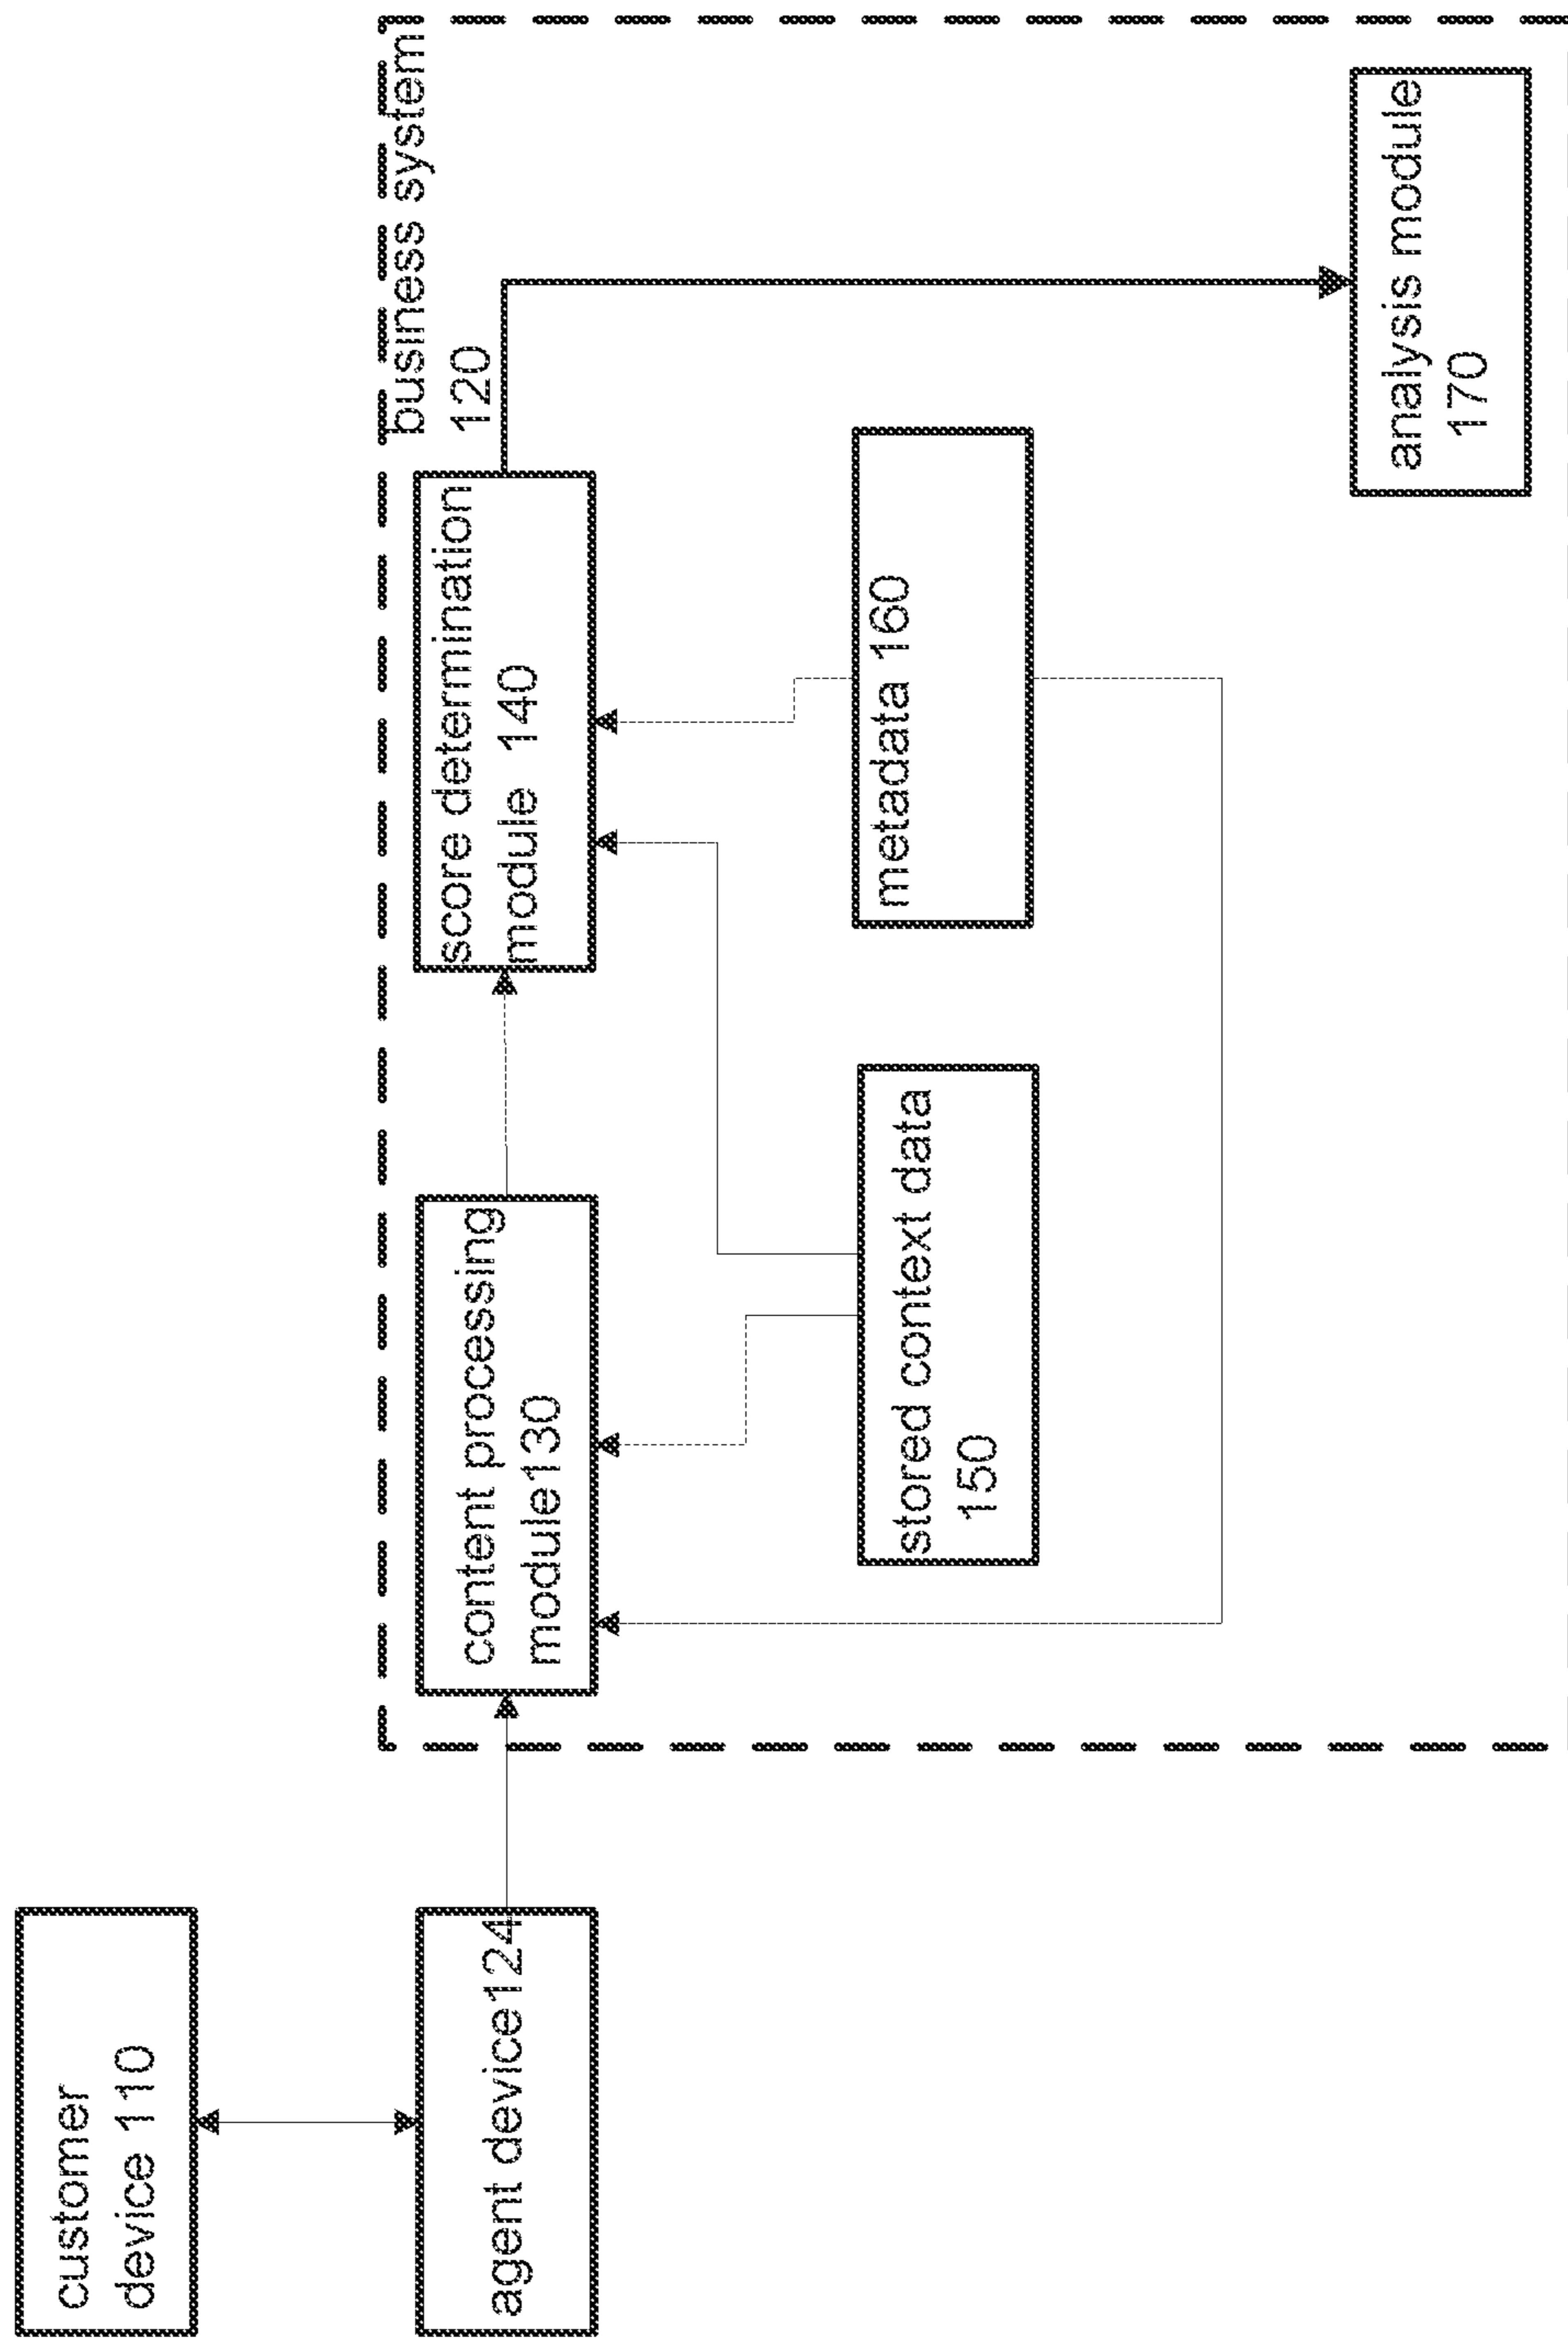 customer
device 110
agent device124
content processing
module130
score determination
module 140
business system
120
stored context data
150
metadata 160
analysis module
170